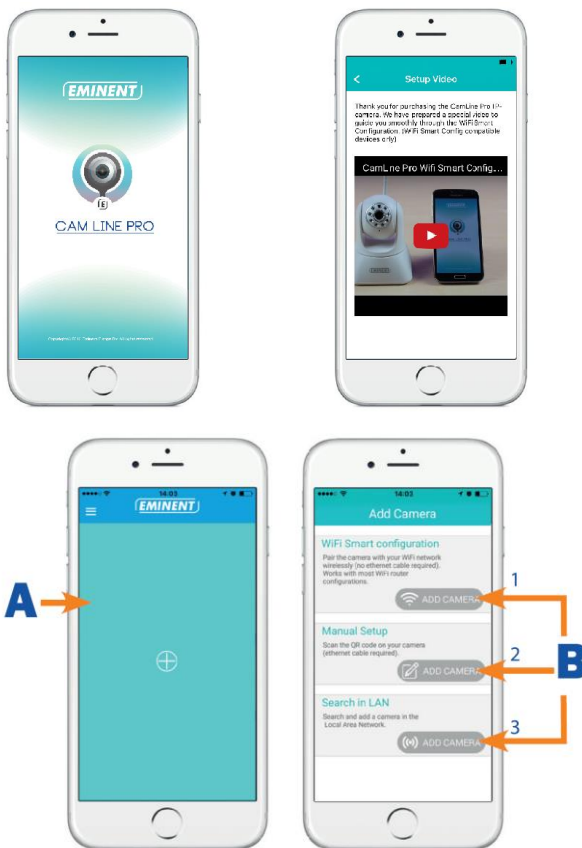 EMINENT
CAM LINE PRO
Setup Video
Thank you for purchasing the CamLine Pro IP-
camera. We have prepared a special video to
guide you smoothly through the WiFi Smart
Configuration. (WiFi Smart Config compatible
devices only)
CamLine Pro Wifi Smart Config...
EMINENT
14:03
EMINENT
A
14:03
Add Camera
WiFi Smart configuration
Pair the camera with your WiFi network
wirelessly (no ethernet cable required).
Works with most WiFi router
configurations.
ADD CAMERA
1
Manual Setup
Scan the QR code on your camera
(ethernet cable required).
ADD CAMERA
2
B
Search in LAN
Search and add a camera in the
Local Area Network.
ADD CAMERA
3